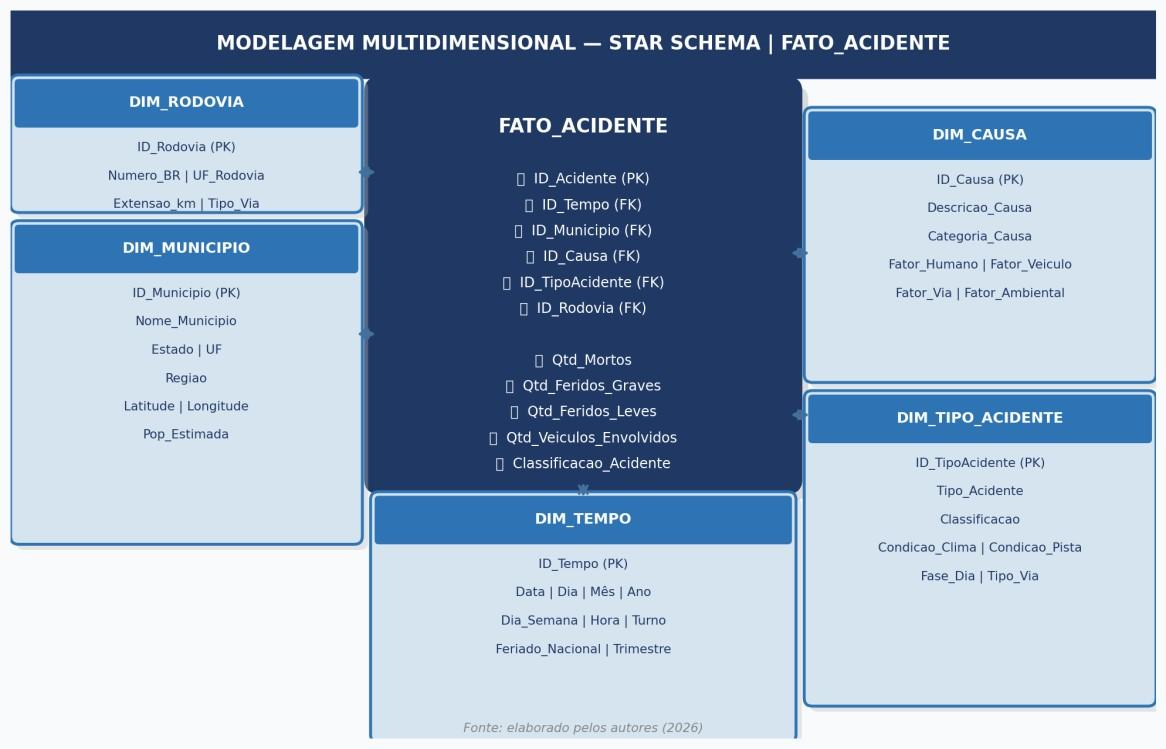 MODELAGEM MULTIDIMENSIONAL — STAR SCHEMA | FATO_ACIDENTE
DIM_RODOVIA
ID_Rodovia (PK)
Numero_BR | UF_Rodovia
Extensao_km | Tipo_Via
DIM_MUNICIPIO
ID_Municipio (PK)
Nome_Municipio
Estado | UF
Regiao
Latitude | Longitude
Pop_Estimada
FATO_ACIDENTE
ID_Acidente (PK)
ID_Tempo (FK)
ID_Municipio (FK)
ID_Causa (FK)
ID_TipoAcidente (FK)
ID_Rodovia (FK)
Qtd_Mortos
Qtd_Feridos_Graves
Qtd_Feridos_Leves
Qtd_Veiculos_Envolvidos
Classificacao_Acidente
DIM_TEMPO
ID_Tempo (PK)
Data | Dia | Mês | Ano
Dia_Semana | Hora | Turno
Feriado_Nacional | Trimestre
DIM_CAUSA
ID_Causa (PK)
Descricao_Causa
Categoria_Causa
Fator_Humano | Fator_Veiculo
Fator_Via | Fator_Ambiental
DIM_TIPO_ACIDENTE
ID_TipoAcidente (PK)
Tipo_Acidente
Classificacao
Condicao_Clima | Condicao_Pista
Fase_Dia | Tipo_Via
Fonte: elaborado pelos autores (2026)